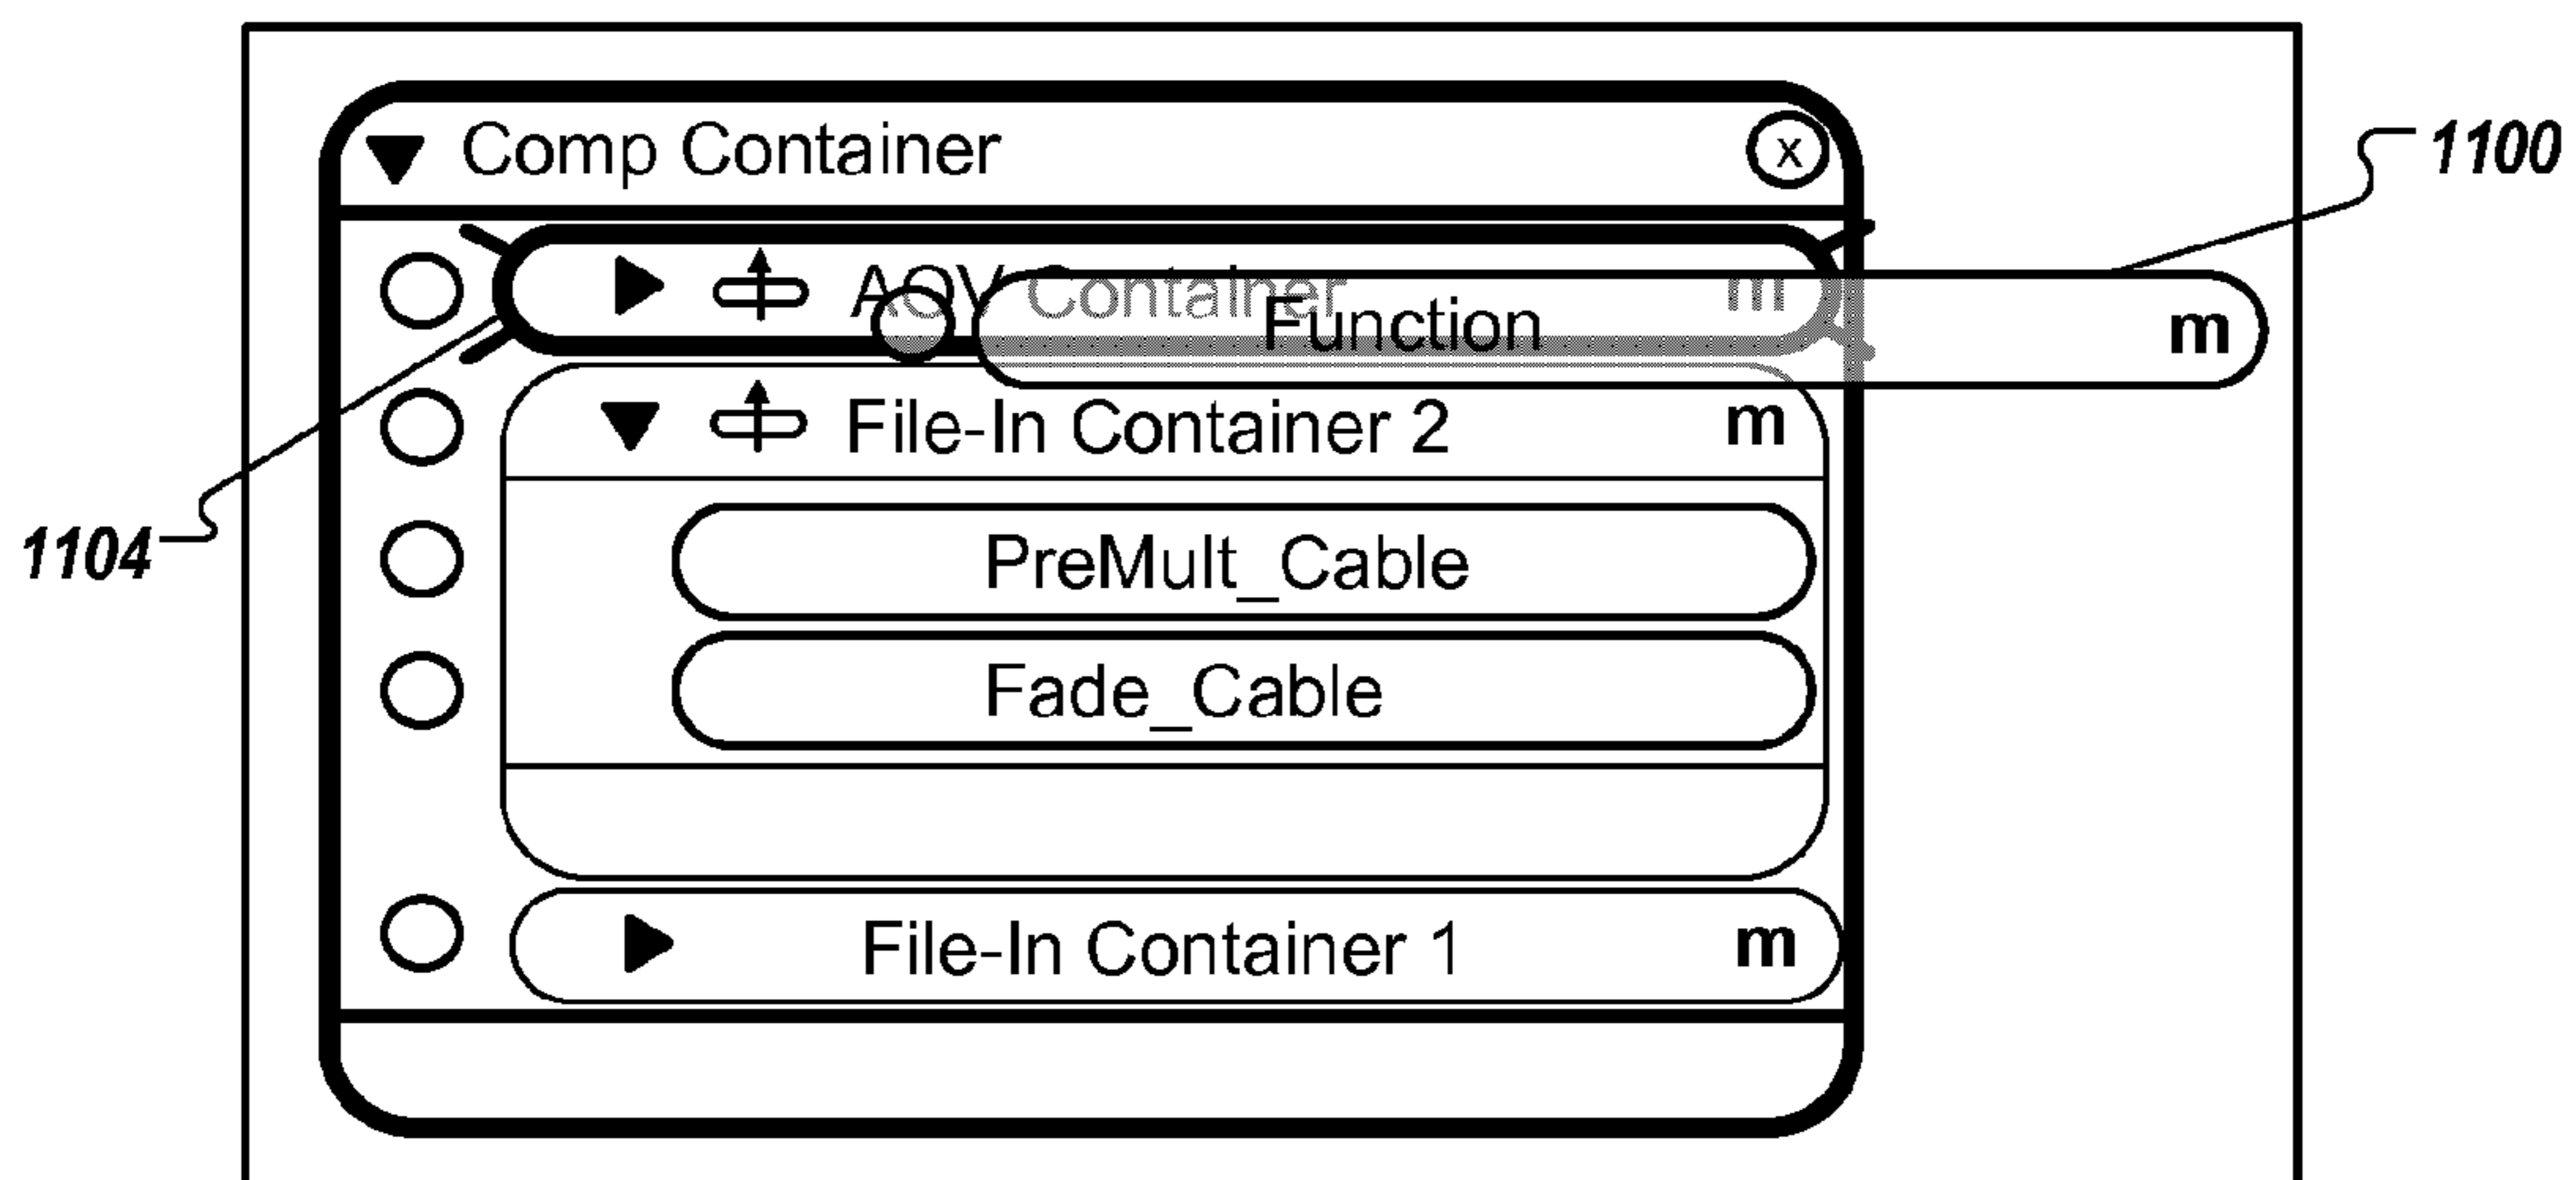 Comp Container x
1100
AOV Container m
Function m
File-In Container 2 m
PreMult_Cable
1104
Fade_Cable
File-In Container 1 m